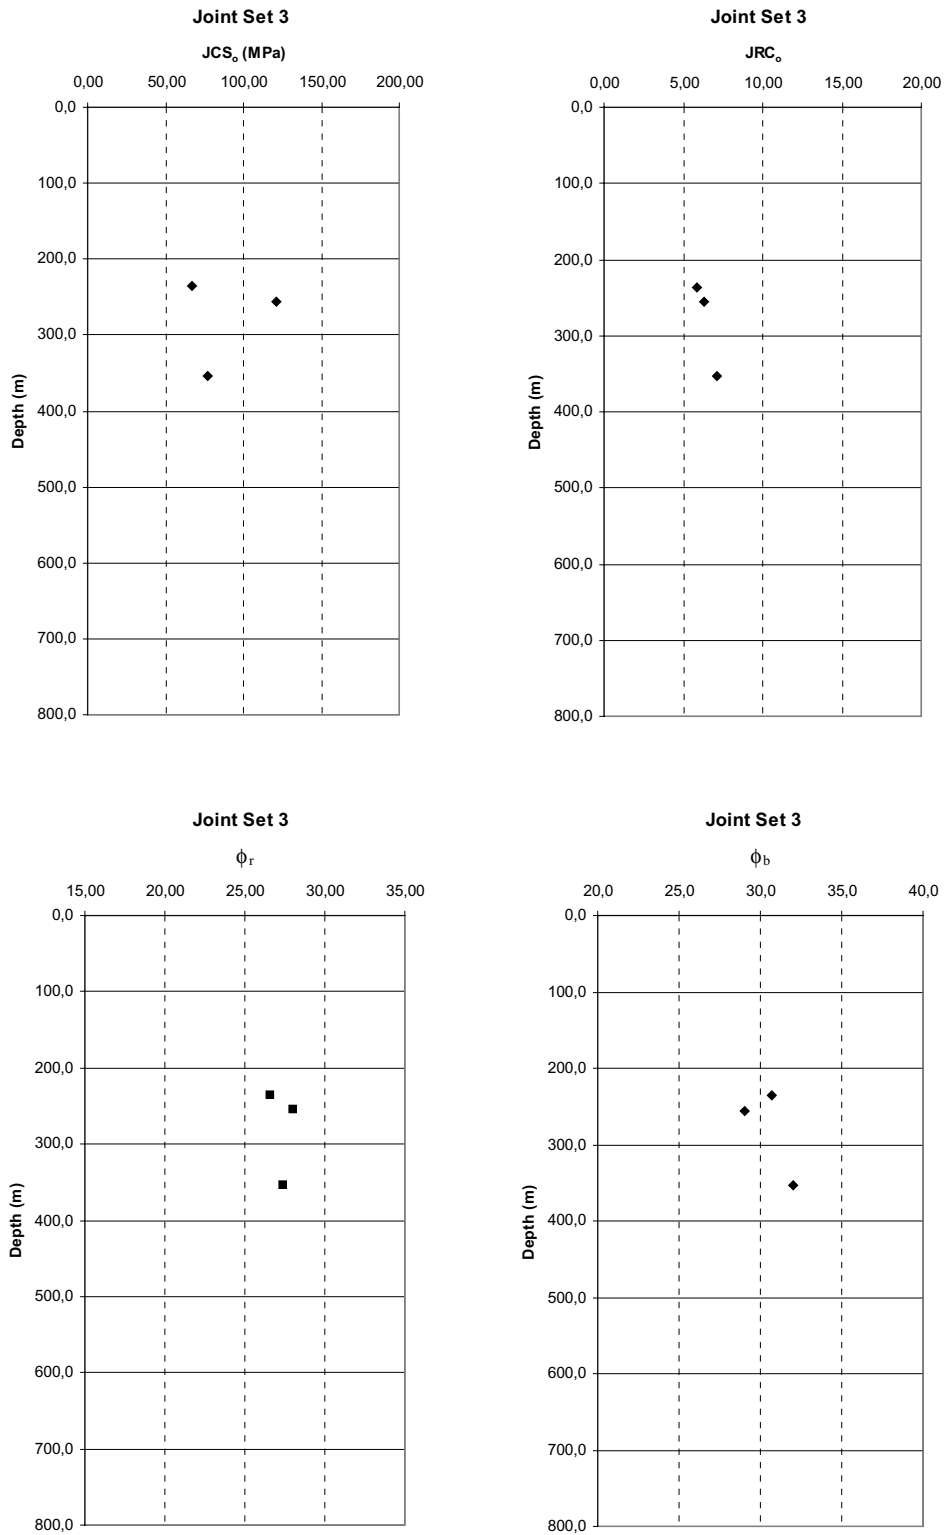 Joint Set 3
JCSo (MPa)
0,00 50,00 100,00 150,00 200,00
0,0
100,0
200,0
300,0
400,0
500,0
600,0
700,0
800,0
Depth (m)
Joint Set 3
JRCo
0,00 5,00 10,00 15,00 20,00
0,0
100,0
200,0
300,0
400,0
500,0
600,0
700,0
800,0
Depth (m)
Joint Set 3
ϕr
15,00 20,00 25,00 30,00 35,00
0,0
100,0
200,0
300,0
400,0
500,0
600,0
700,0
800,0
Depth (m)
Joint Set 3
ϕb
20,0 25,0 30,0 35,0 40,0
0,0
100,0
200,0
300,0
400,0
500,0
600,0
700,0
800,0
Depth (m)